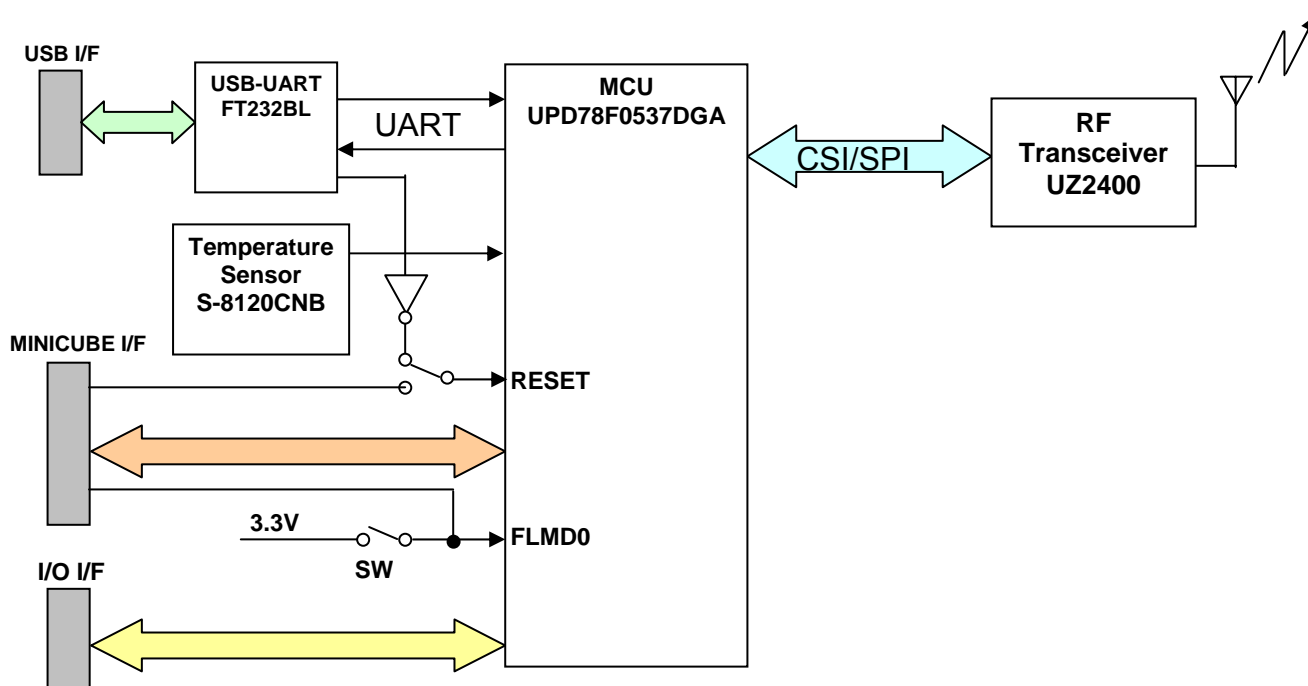 USB I/F
USB-UART
FT232BL
UART
MCU
UPD78F0537DGA
CSI/SPI
RF
Transceiver
UZ2400
Temperature
Sensor
S-8120CNB
MINICUBE I/F
RESET
3.3V
FLMD0
SW
I/O I/F